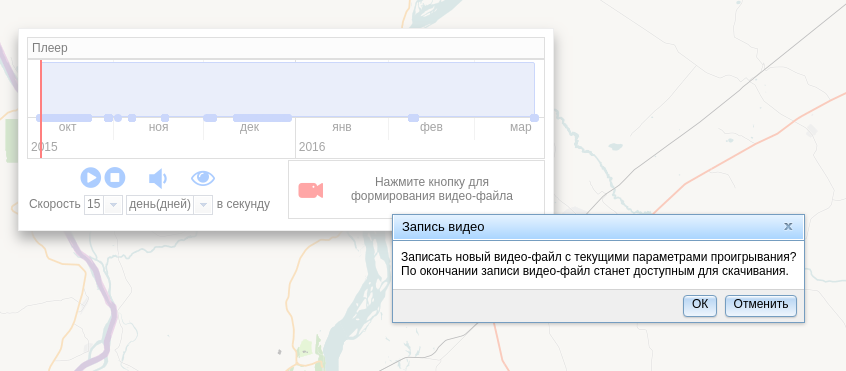 Плеер
окт ноя дек янв фев мар
2015 2016
Нажмите кнопку для
формирования видео-файла
Скорость 15 день(дней) в секунду
Запись видео x
Записать новый видео-файл с текущими параметрами проигрывания?
По окончании записи видео-файл станет доступным для скачивания.
ОК Отменить